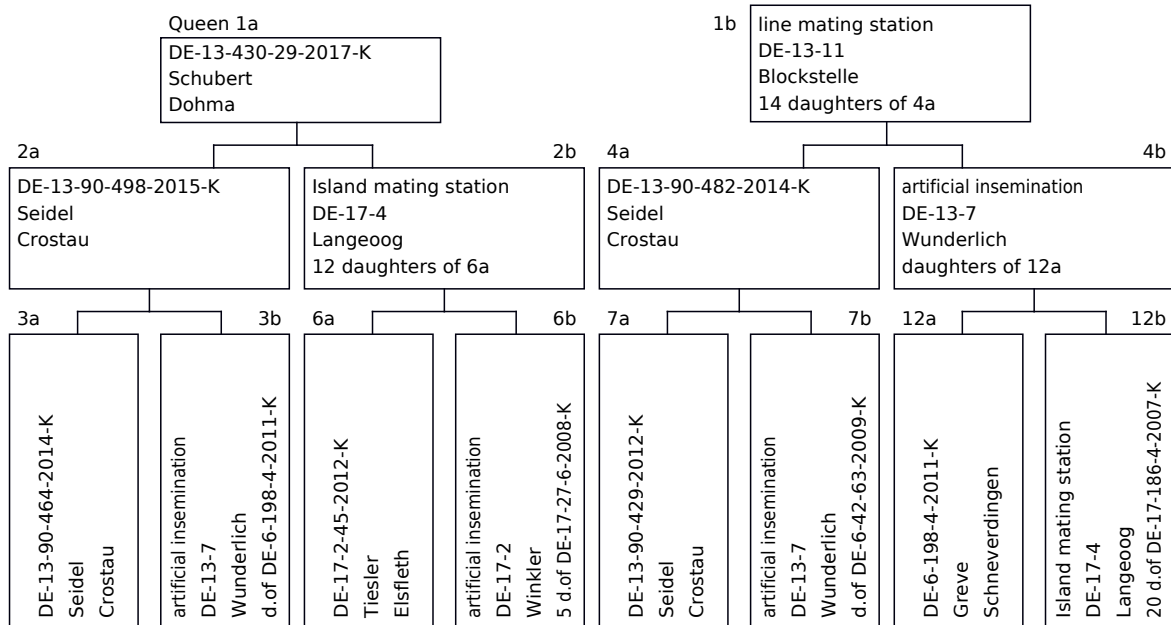 Queen 1a
DE-13-430-29-2017-K
Schubert
Dohma
1b
line mating station
DE-13-11
Blockstelle
14 daughters of 4a
2a
DE-13-90-498-2015-K
Seidel
Crostau
2b
Island mating station
DE-17-4
Langeoog
12 daughters of 6a
4a
DE-13-90-482-2014-K
Seidel
Crostau
4b
artificial insemination
DE-13-7
Wunderlich
daughters of 12a
3a
DE-13-90-464-2014-K
Seidel
Crostau
3b
artificial insemination
DE-13-7
Wunderlich
d.of DE-6-198-4-2011-K
6a
DE-17-2-45-2012-K
Tiesler
Elsfleth
6b
artificial insemination
DE-17-2
Winkler
5 d.of DE-17-27-6-2008-K
7a
DE-13-90-429-2012-K
Seidel
Crostau
7b
artificial insemination
DE-13-7
Wunderlich
d.of DE-6-42-63-2009-K
12a
DE-6-198-4-2011-K
Greve
Schneverdingen
12b
Island mating station
DE-17-4
Langeoog
20 d.of DE-17-186-4-2007-K